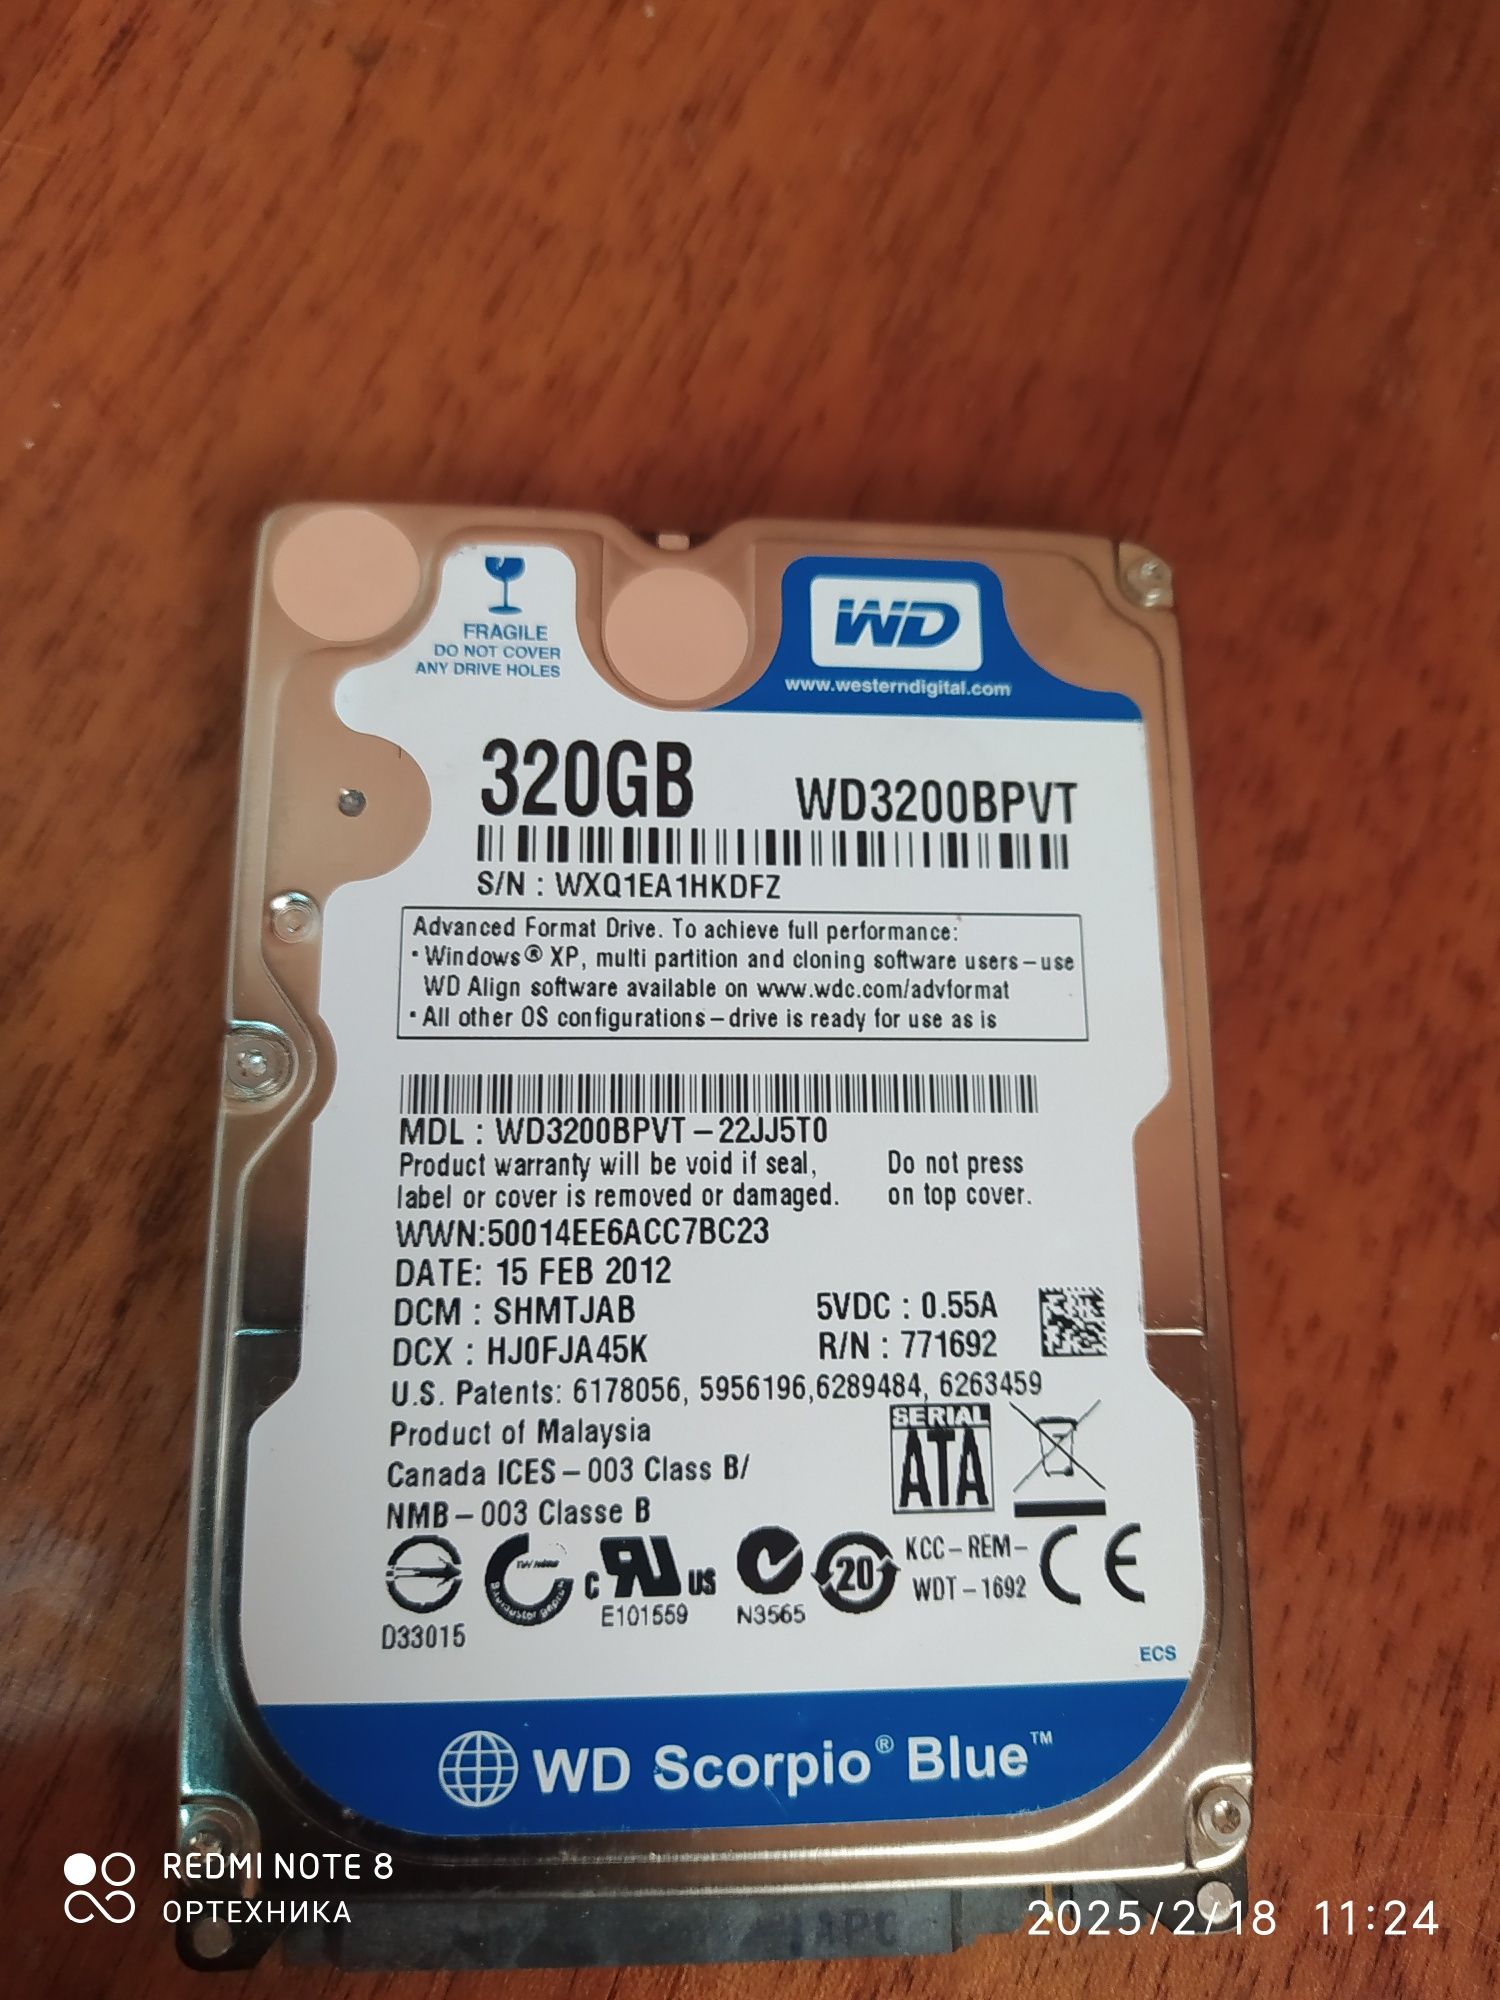 FRAGILE
DO NOT COVER
ANY DRIVE HOLES
WD
www.westerndigital.com
320GB WD3200BPVT
S/N : WXQ1EA1HKDFZ
Advanced Format Drive. To achieve full performance:
• Windows® XP, multi partition and cloning software users – use
WD Align software available on www.wdc.com/advformat
• All other OS configurations – drive is ready for use as is
MDL : WD3200BPVT – 22JJ5T0
Product warranty will be void if seal, Do not press
label or cover is removed or damaged. on top cover.
WWN:50014EE6ACC7BC23
DATE: 15 FEB 2012
DCM : SHMTJAB 5VDC : 0.55A
DCX : HJ0FJA45K R/N : 771692
U.S. Patents: 6178056, 5956196,6289484, 6263459
Product of Malaysia
Canada ICES – 003 Class B/
NMB – 003 Classe B
SERIAL
ATA
D33015
C US
E101559
N3565
20
KCC – REM –
WDT – 1692
CE
ECS
WD Scorpio® Blue™
REDMI NOTE 8
ОРТЕХНИКА
2025/2/18 11:24